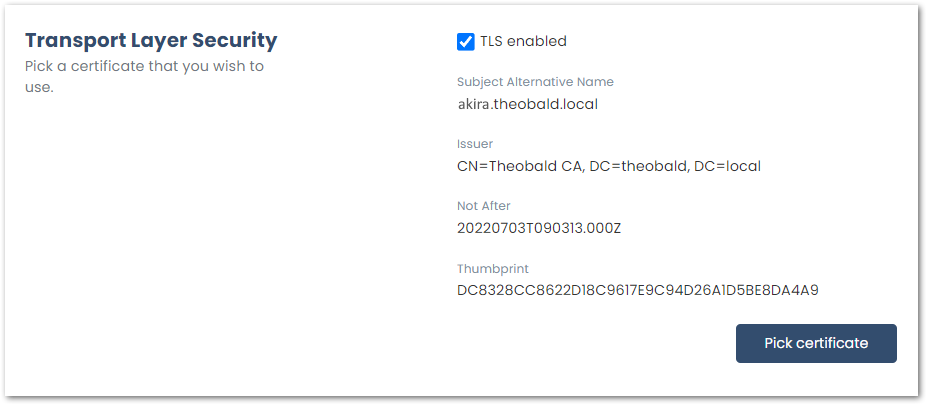 Transport Layer Security
Pick a certificate that you wish to
use.
TLS enabled
Subject Alternative Name
akira.theobald.local
Issuer
CN=Theobald CA, DC=theobald, DC=local
Not After
20220703T090313.000Z
Thumbprint
DC8328CC8622D18C9617E9C94D26A1D5BE8DA4A9
Pick certificate